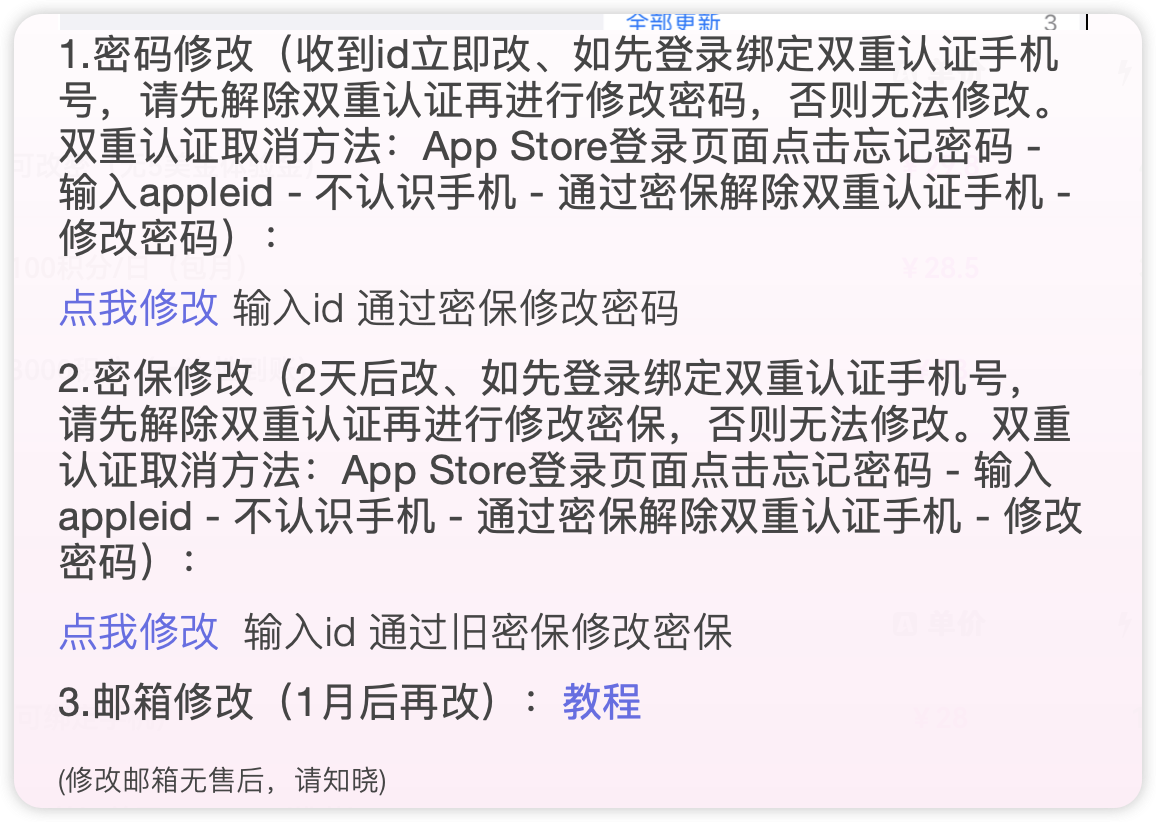 全部更新 3
1.密码修改（收到id立即改、如先登录绑定双重认证手机
号，请先解除双重认证再进行修改密码，否则无法修改。
双重认证取消方法：App Store登录页面点击忘记密码 -
输入appleid - 不认识手机 - 通过密保解除双重认证手机 -
修改密码）：
100积分/日（包月） ￥28.5
点我修改 输入id 通过密保修改密码
2.密保修改（2天后改、如先登录绑定双重认证手机号，
请先解除双重认证再进行修改密保，否则无法修改。双重
认证取消方法：App Store登录页面点击忘记密码 - 输入
appleid - 不认识手机 - 通过密保解除双重认证手机 - 修改
密码）：
单价
点我修改 输入id 通过旧密保修改密保
3.邮箱修改（1月后再改）：教程
(修改邮箱无售后，请知晓)